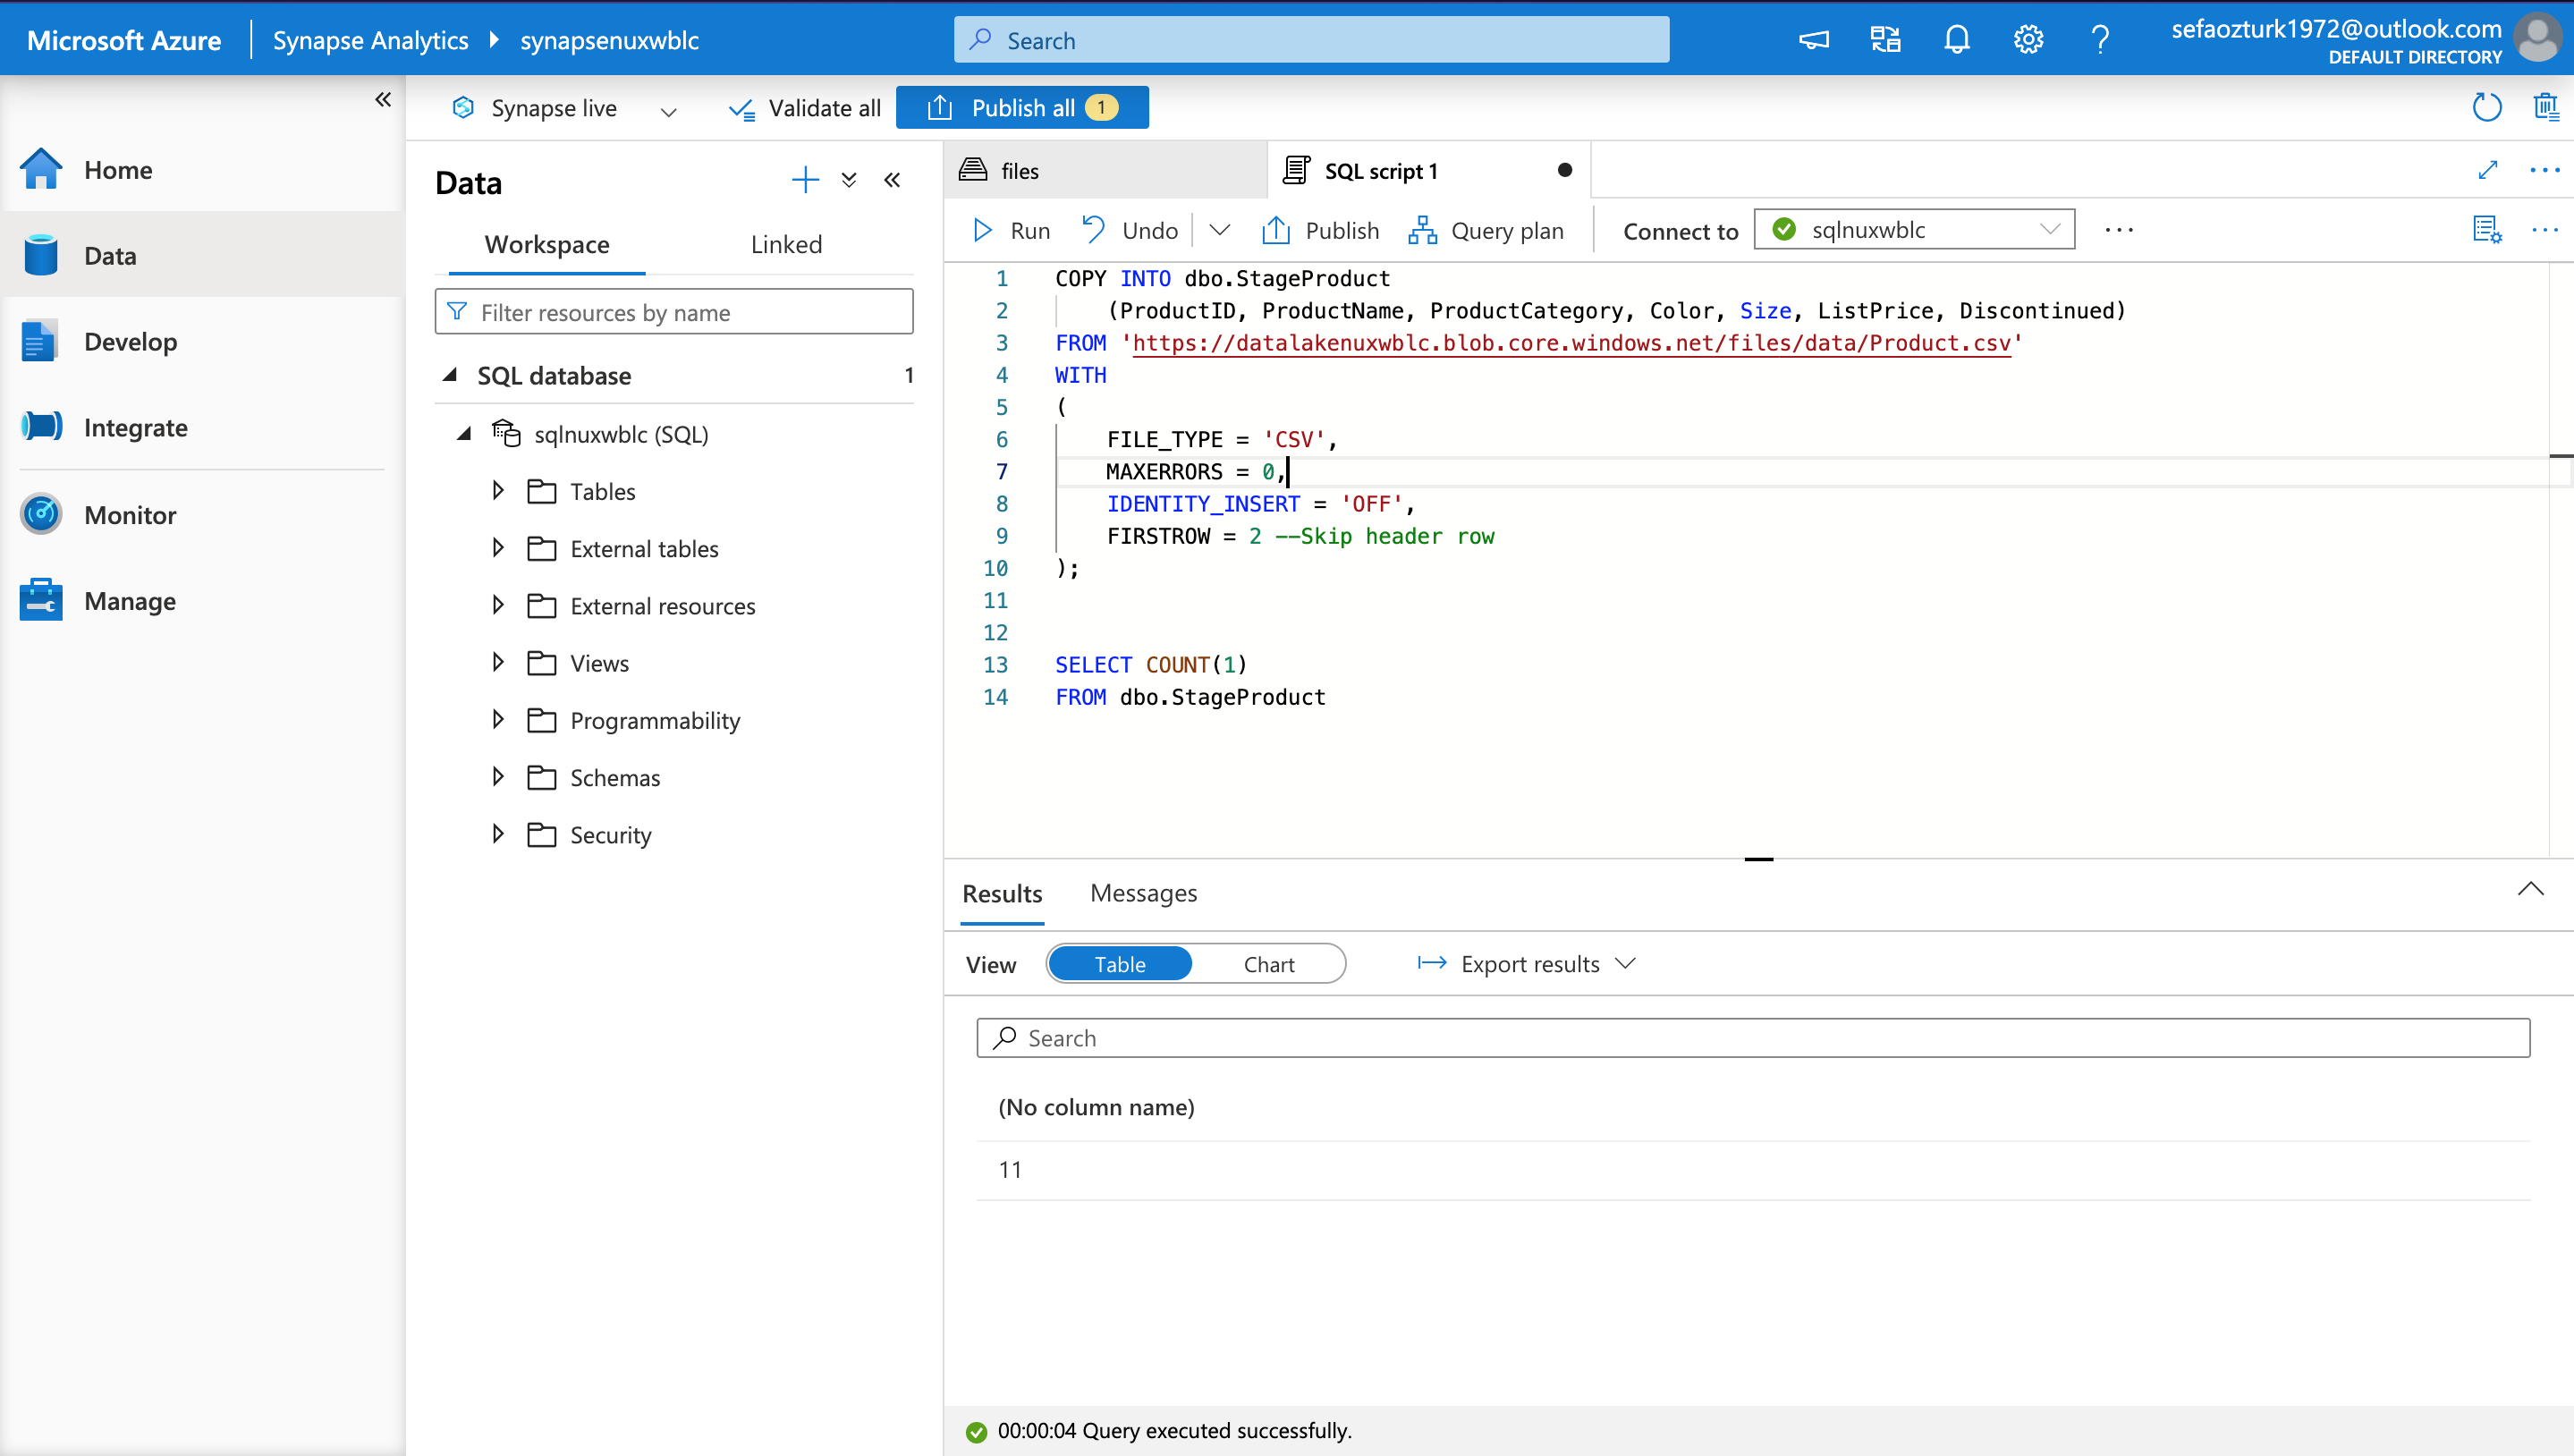 Microsoft Azure
Synapse Analytics
synapsenuxwblc
Search
sefaozturk1972@outlook.com
DEFAULT DIRECTORY
Synapse live
Validate all
Publish all 1
Home
Data
Develop
Integrate
Monitor
Manage
Data
Workspace
Linked
Filter resources by name
SQL database 1
sqlnuxwblc (SQL)
Tables
External tables
External resources
Views
Programmability
Schemas
Security
files
SQL script 1
Run
Undo
Publish
Query plan
Connect to
sqlnuxwblc
1 COPY INTO dbo.StageProduct
2 (ProductID, ProductName, ProductCategory, Color, Size, ListPrice, Discontinued)
3 FROM 'https://datalakenuxwblc.blob.core.windows.net/files/data/Product.csv'
4 WITH
5 (
6 FILE_TYPE = 'CSV',
7 MAXERRORS = 0,
8 IDENTITY_INSERT = 'OFF',
9 FIRSTROW = 2 --Skip header row
10 );
11
12
13 SELECT COUNT(1)
14 FROM dbo.StageProduct
Results
Messages
View
Table
Chart
Export results
Search
(No column name)
11
00:00:04 Query executed successfully.